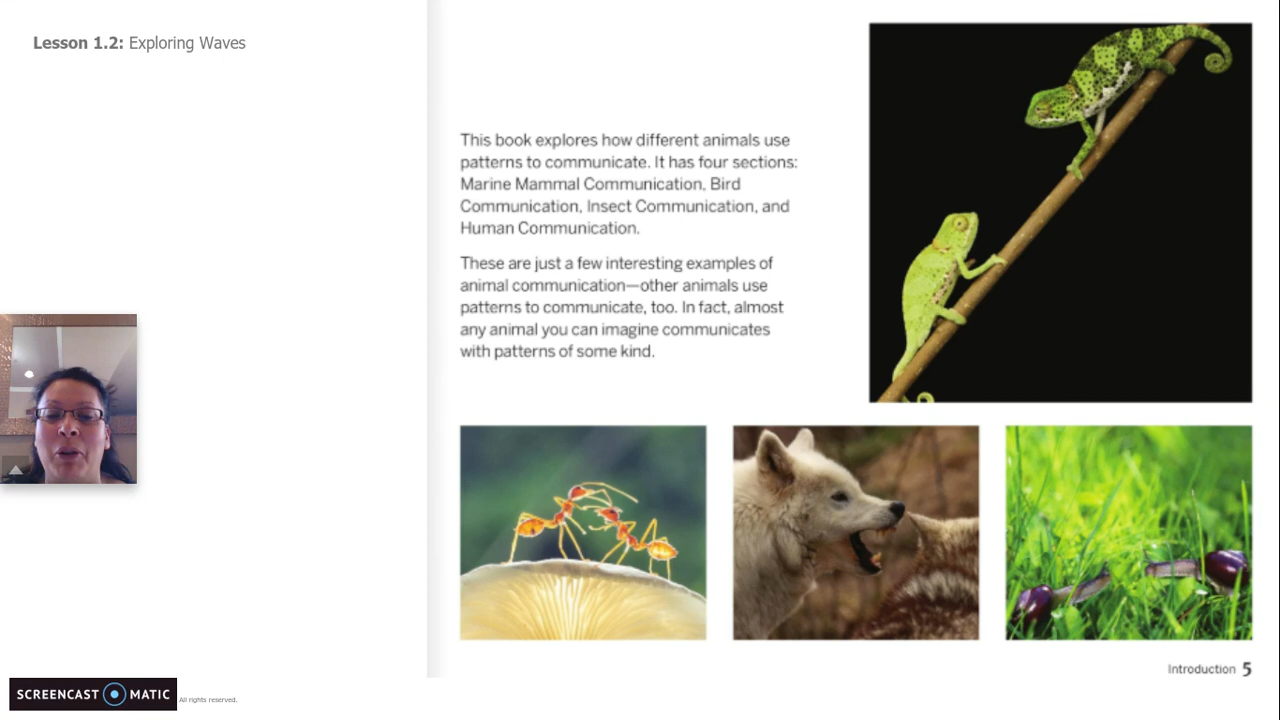 Lesson 1.2: Exploring Waves
This book explores how different animals use
patterns to communicate. It has four sections:
Marine Mammal Communication, Bird
Communication, Insect Communication, and
Human Communication.
These are just a few interesting examples of
animal communication—other animals use
patterns to communicate, too. In fact, almost
any animal you can imagine communicates
with patterns of some kind.
Introduction 5
SCREENCAST MATIC
All rights reserved.